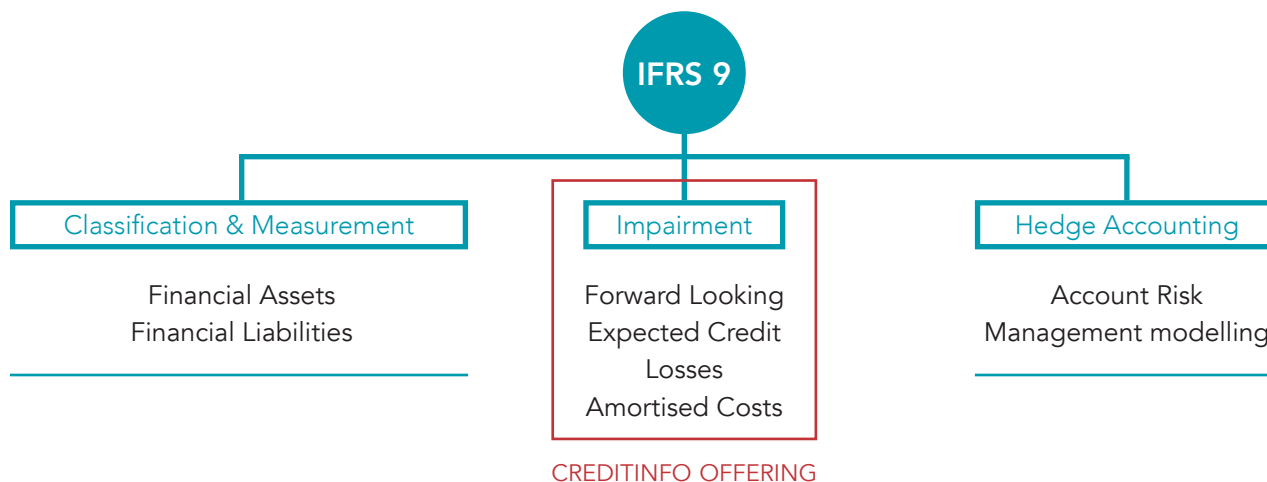 IFRS 9
Classification & Measurement
Financial Assets
Financial Liabilities
Impairment
Forward Looking
Expected Credit
Losses
Amortised Costs
CREDITINFO OFFERING
Hedge Accounting
Account Risk
Management modelling